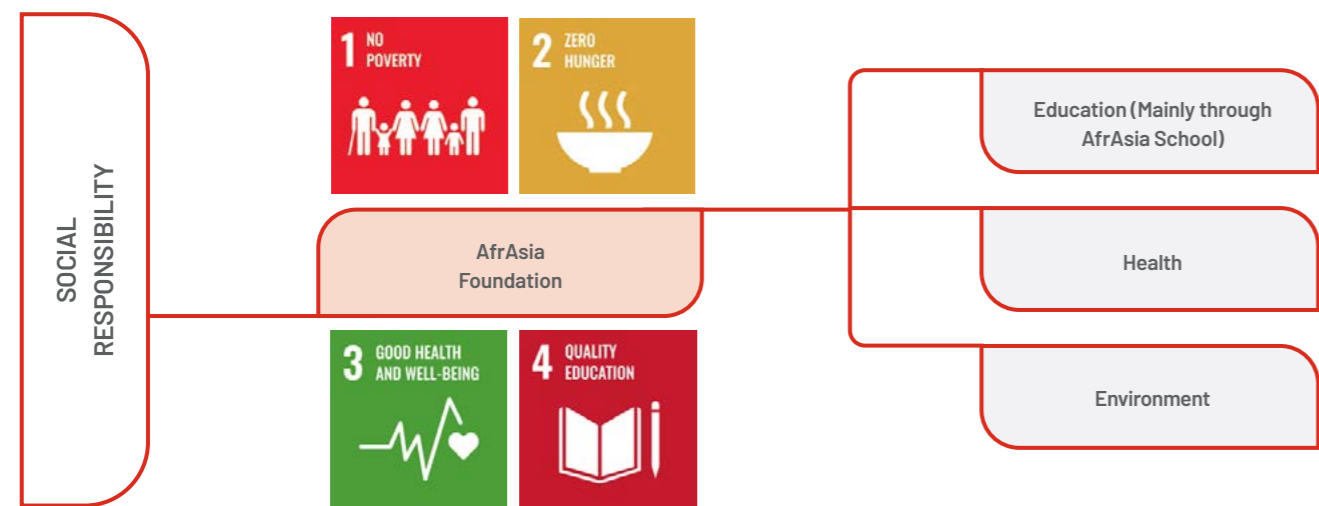 SOCIAL
RESPONSIBILITY
1 NO
POVERTY
2 ZERO
HUNGER
AfrAsia
Foundation
3 GOOD HEALTH
AND WELL-BEING
4 QUALITY
EDUCATION
Education (Mainly through
AfrAsia School)
Health
Environment